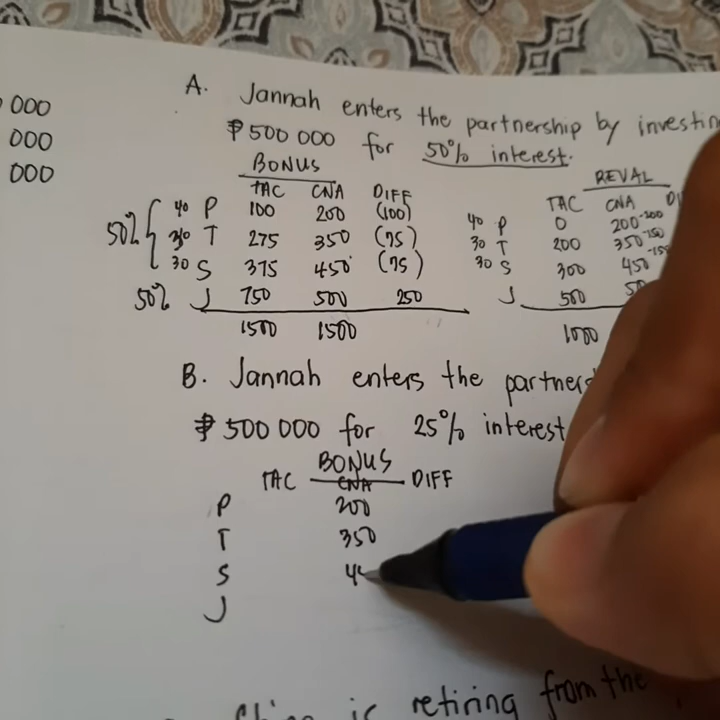 000
000
000
A. Jannah enters the partnership by investin
₱500 000 for 50% interest.
BONUS
TAC CNA DIFF
50% 40 P 100 200 (100)
30 T 275 350 (75)
30 S 375 450 (75)
50% J 750 500 250
1500 1500
REVAL
TAC CNA
40 P 0 200 -200
30 T 200 350 -150
30 S 300 450 -150
J 500
1000
B. Jannah enters the partners
₱500 000 for 25% interest
BONUS
TAC CNA DIFF
P 200
T 350
S 4
J
is retiring from the